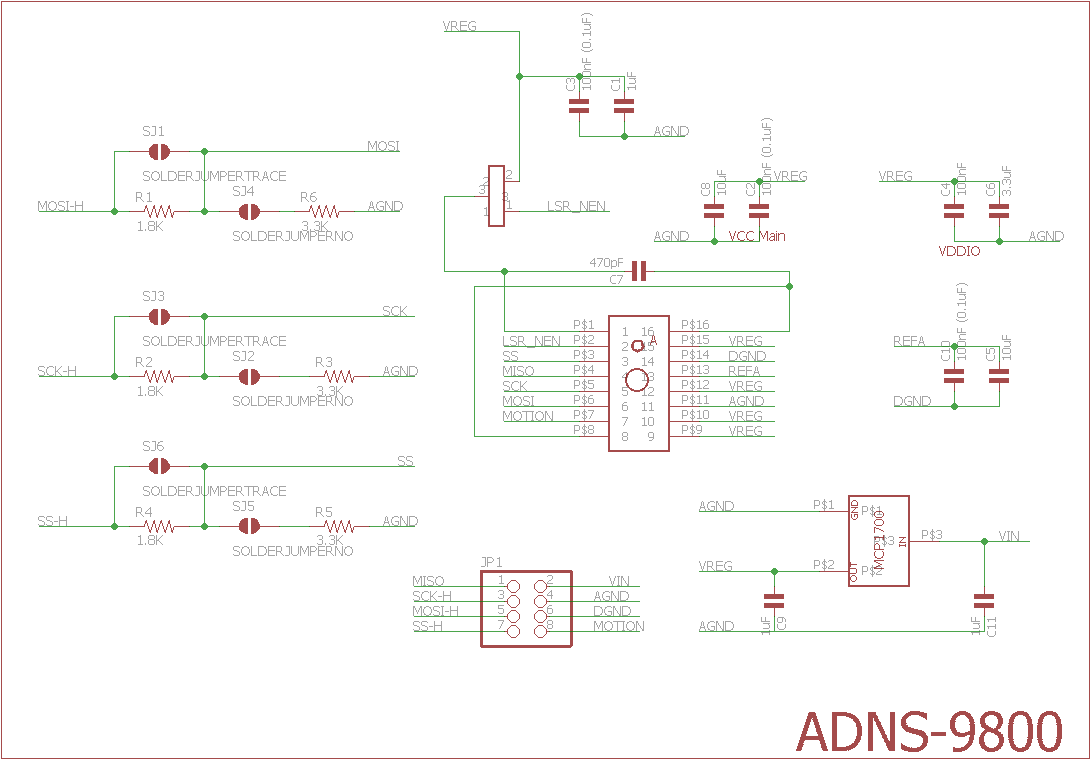 VREG
C3
100nF (0.1uF)
C1
1uF
AGND
SJ1
MOSI
SOLDERJUMPERTRACE
MOSI-H
R1
1.8K
SJ4
SOLDERJUMPERNO
R6
3.3K
AGND
2
3
1
LSR_NEN
C8
10uF
C2
100nF (0.1uF)
VREG
AGND
VCC Main
VREG
C4
100nF
C6
3.3uF
AGND
VDDIO
470pF
C7
SJ3
SCK
SOLDERJUMPERTRACE
SCK-H
R2
1.8K
SJ2
SOLDERJUMPERNO
R3
3.3K
AGND
P$1 1 16 P$16
LSR_NEN P$2 2 15 P$15 VREG
A
SS P$3 3 14 P$14 DGND
MISO P$4 4 13 P$13 REFA
SCK P$5 5 12 P$12 VREG
MOSI P$6 6 11 P$11 AGND
MOTION P$7 7 10 P$10 VREG
P$8 8 9 P$9 VREG
REFA
C10
100nF (0.1uF)
C5
10uF
DGND
SJ6
SS
SOLDERJUMPERTRACE
SS-H
R4
1.8K
SJ5
SOLDERJUMPERNO
R5
3.3K
AGND
JP1
MISO 1 2 VIN
SCK-H 3 4 AGND
MOSI-H 5 6 DGND
SS-H 7 8 MOTION
AGND P$1 GND P$1
MCP1700
P$3 IN P$3 VIN
VREG P$2 OUT P$2
1uF
C9
1uF
C11
AGND
ADNS-9800